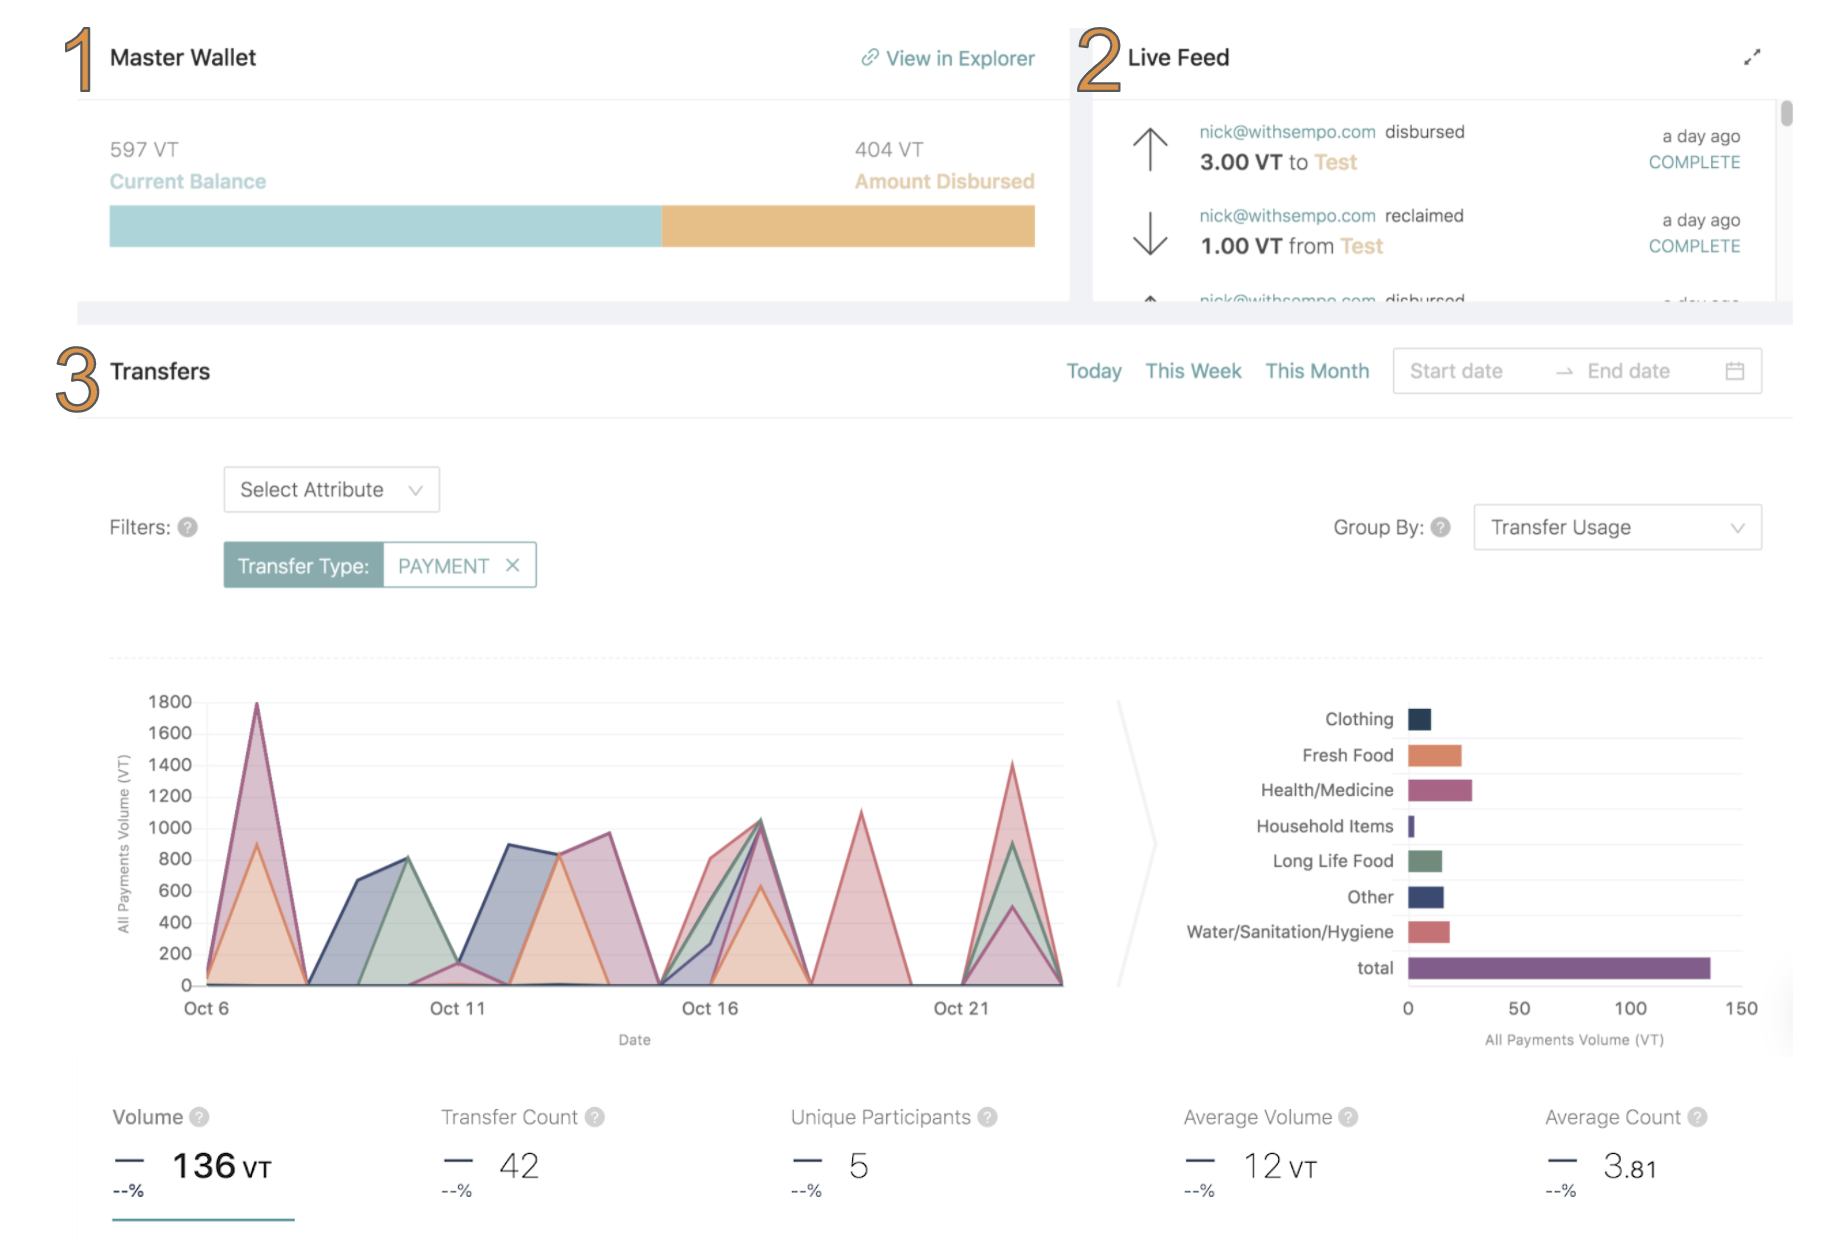 1 Master Wallet View in Explorer
597 VT 404 VT
Current Balance Amount Disbursed
2 Live Feed
nick@withsempo.com disbursed a day ago
3.00 VT to Test COMPLETE
nick@withsempo.com reclaimed a day ago
1.00 VT from Test COMPLETE
nick@withsempo.com disbursed a day ago
3 Transfers Today This Week This Month Start date → End date
Select Attribute
Filters: ?
Transfer Type: PAYMENT ×
Group By: ? Transfer Usage
All Payments Volume (VT)
1800
1600
1400
1200
1000
800
600
400
200
0
Oct 6 Oct 11 Oct 16 Oct 21
Date
Clothing
Fresh Food
Health/Medicine
Household Items
Long Life Food
Other
Water/Sanitation/Hygiene
total
0 50 100 150
All Payments Volume (VT)
Volume ? Transfer Count ? Unique Participants ? Average Volume ? Average Count ?
136 VT 42 5 12 VT 3.81
--% --% --% --% --%